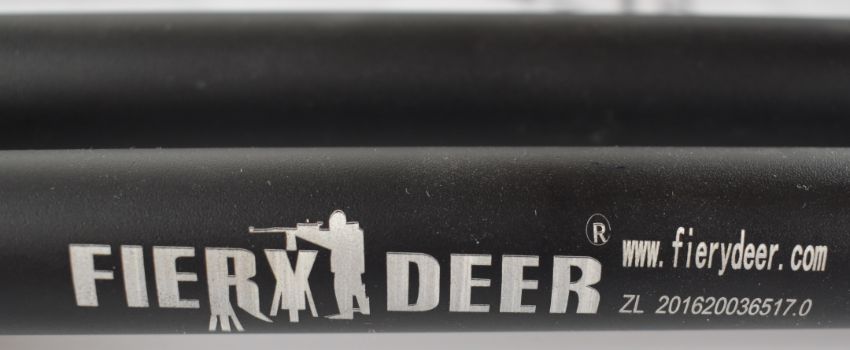 FIERY DEER®
www.fierydeer.com
ZL 201620036517.0